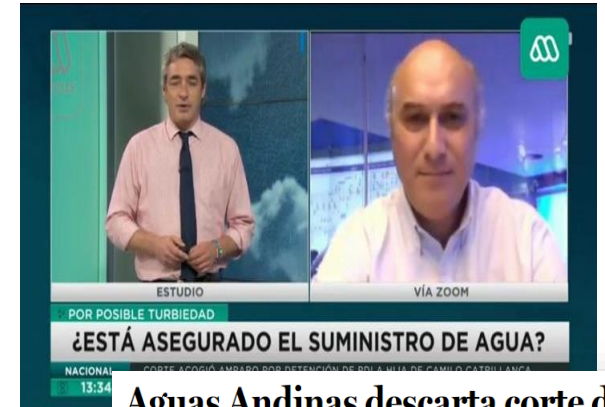 ESTUDIO
VÍA ZOOM
POR POSIBLE TURBIEDAD
¿ESTÁ ASEGURADO EL SUMINISTRO DE AGUA?
NACIONAL
CORTE ACOGIÓ AMPARO POR DETENCIÓN DE PDI A HIJA DE CAMILO CATRILLANCA
13:34
Aguas Andinas descarta corte d